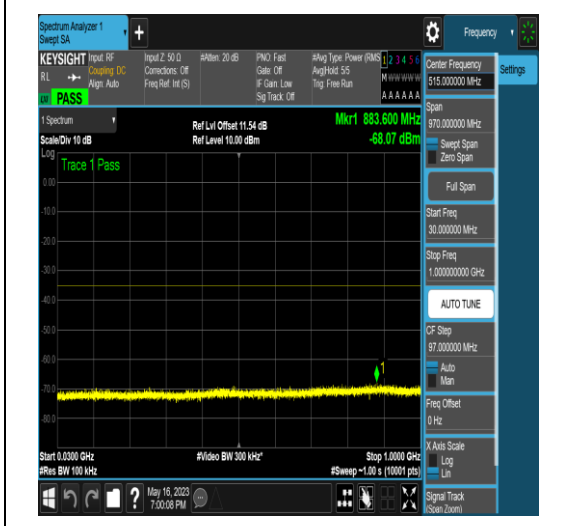 Spectrum Analyzer 1
Swept SA
+
Frequency
KEYSIGHT
RL
PASS
Input: RF
Coupling: DC
Align: Auto
Input Z: 50 Ω
Corrections: Off
Freq Ref: Int (S)
#Atten: 20 dB
PNO: Fast
Gate: Off
IF Gain: Low
Sig Track: Off
#Avg Type: Power (RMS
Avg|Hold: 5/5
Trig: Free Run
1 2 3 4 5 6
M W W W W W
A A A A A A
1 Spectrum
Scale/Div 10 dB
Ref Lvl Offset 11.54 dB
Ref Level 10.00 dBm
Mkr1 883.600 MHz
-68.07 dBm
Log
Trace 1 Pass
0.00
-10.0
-20.0
-30.0
-40.0
-50.0
-60.0
-70.0
-80.0
1
Start 0.0300 GHz
#Res BW 100 kHz
#Video BW 300 kHz*
Stop 1.0000 GHz
#Sweep ~1.00 s (10001 pts)
?
May 16, 2023
7:00:08 PM
Center Frequency
515.000000 MHz
Settings
Span
970.000000 MHz
Swept Span
Zero Span
Full Span
Start Freq
30.000000 MHz
Stop Freq
1.000000000 GHz
AUTO TUNE
CF Step
97.000000 MHz
Auto
Man
Freq Offset
0 Hz
X Axis Scale
Log
Lin
Signal Track
(Span Zoom)